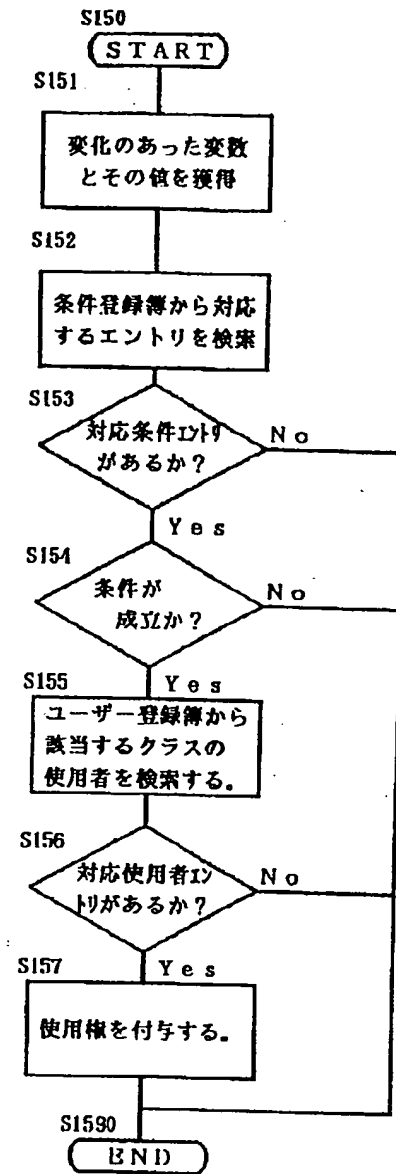 S150
START
S151
変化のあった変数
とその値を獲得
S152
条件登録簿から対応
するエントリを検索
S153
対応条件エントリ
があるか?
No
Yes
S154
条件が
成立か?
No
Yes
S155
ユーザー登録簿から
該当するクラスの
使用者を検索する。
S156
対応使用者エン
トリがあるか?
No
Yes
S157
使用権を付与する。
S1590
END